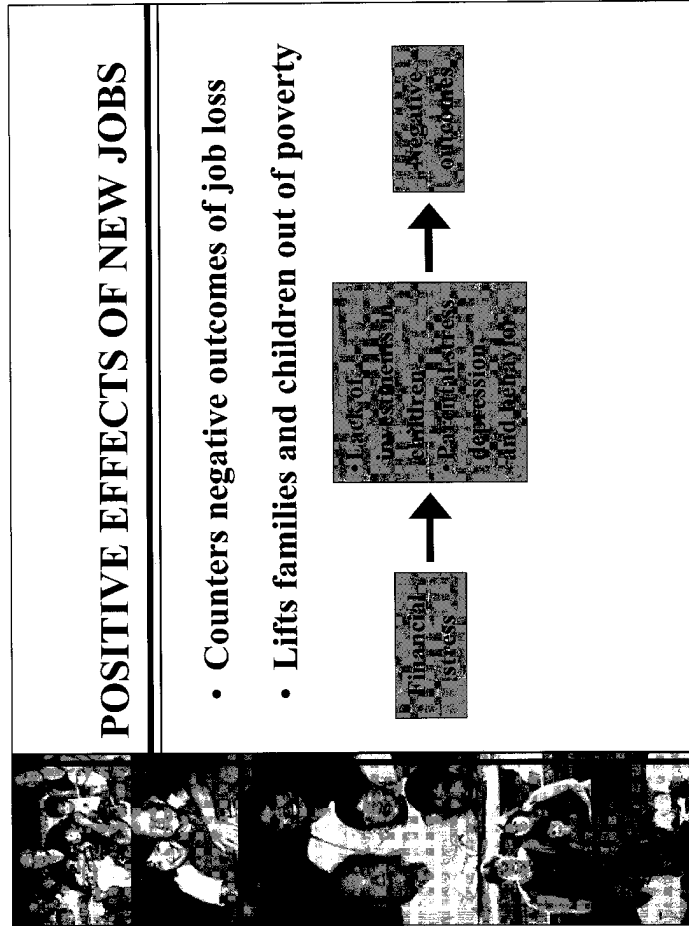 POSITIVE EFFECTS OF NEW JOBS
• Counters negative outcomes of job loss
• Lifts families and children out of poverty
Financial
stress
• Lack of
investments in
children
• Parental stress,
depression,
and behavior
Negative
outcomes